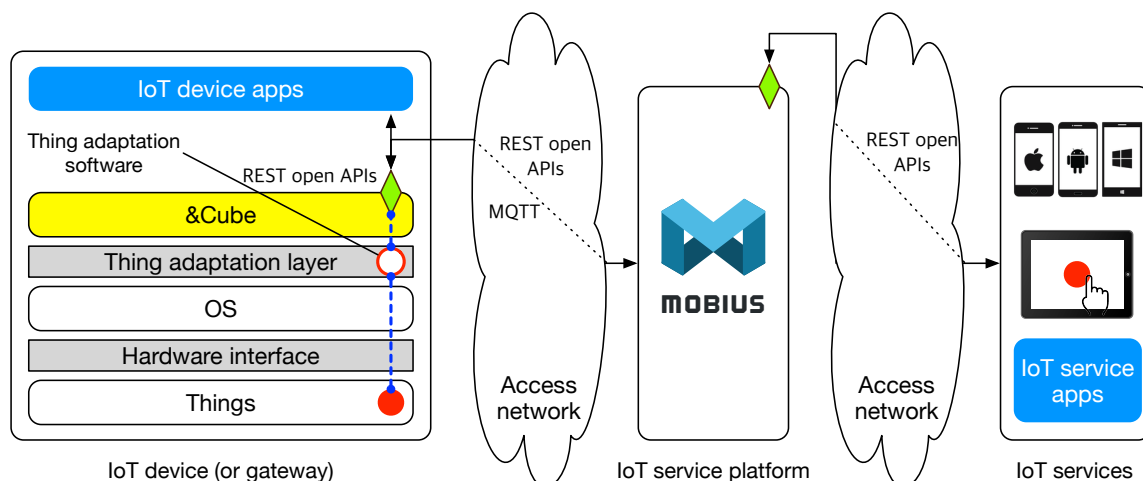 IoT device apps
Thing adaptation
software
REST open APIs
&Cube
Thing adaptation layer
OS
Hardware interface
Things
IoT device (or gateway)
REST open
APIs
MQTT
Access
network
MOBIUS
IoT service platform
REST open
APIs
Access
network
IoT service
apps
IoT services